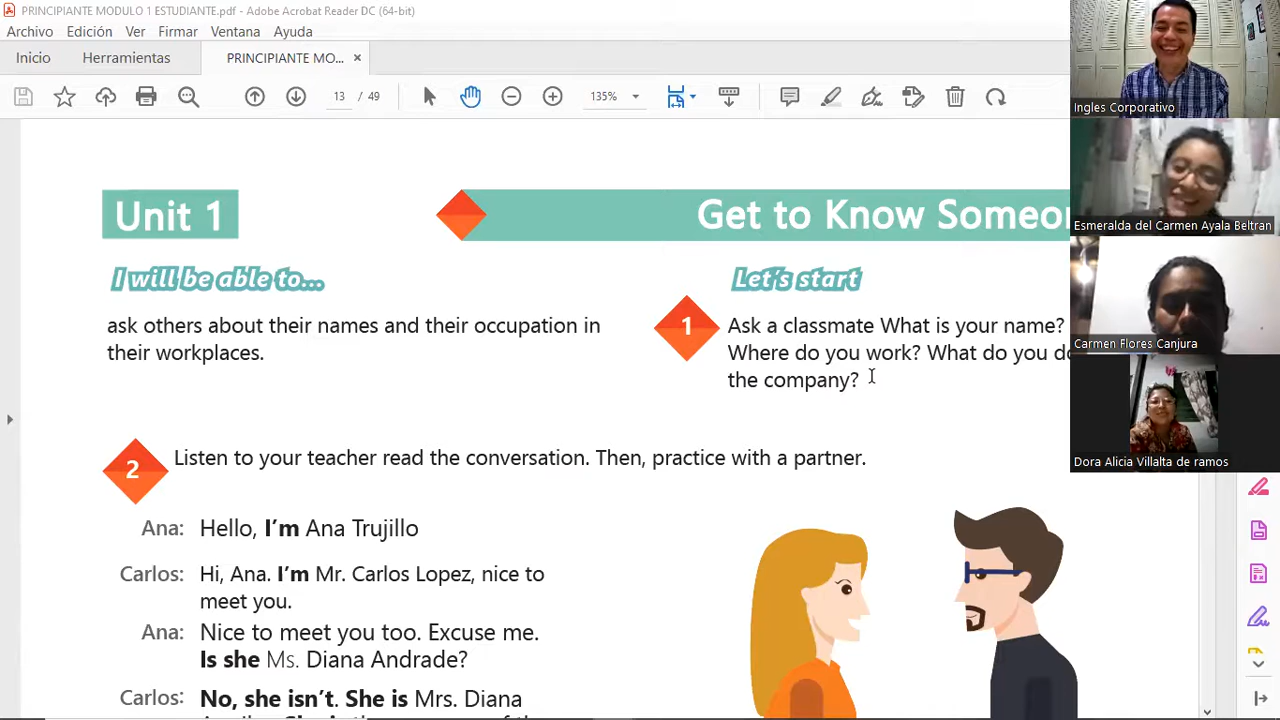 PRINCIPIANTE MODULO 1 ESTUDIANTE.pdf - Adobe Acrobat Reader DC (64-bit)
Archivo Edición Ver Firmar Ventana Ayuda
Inicio Herramientas PRINCIPIANTE MO... ×
13 / 49 135%
Unit 1
Get to Know Someo
I will be able to...
ask others about their names and their occupation in
their workplaces.
Let's start
1
Ask a classmate What is your name?
Where do you work? What do you do
the company?
2
Listen to your teacher read the conversation. Then, practice with a partner.
Ana: Hello, I'm Ana Trujillo
Carlos: Hi, Ana. I'm Mr. Carlos Lopez, nice to
meet you.
Ana: Nice to meet you too. Excuse me.
Is she Ms. Diana Andrade?
Carlos: No, she isn't. She is Mrs. Diana
Ingles Corporativo
Esmeralda del Carmen Ayala Beltran
Carmen Flores Canjura
Dora Alicia Villalta de ramos